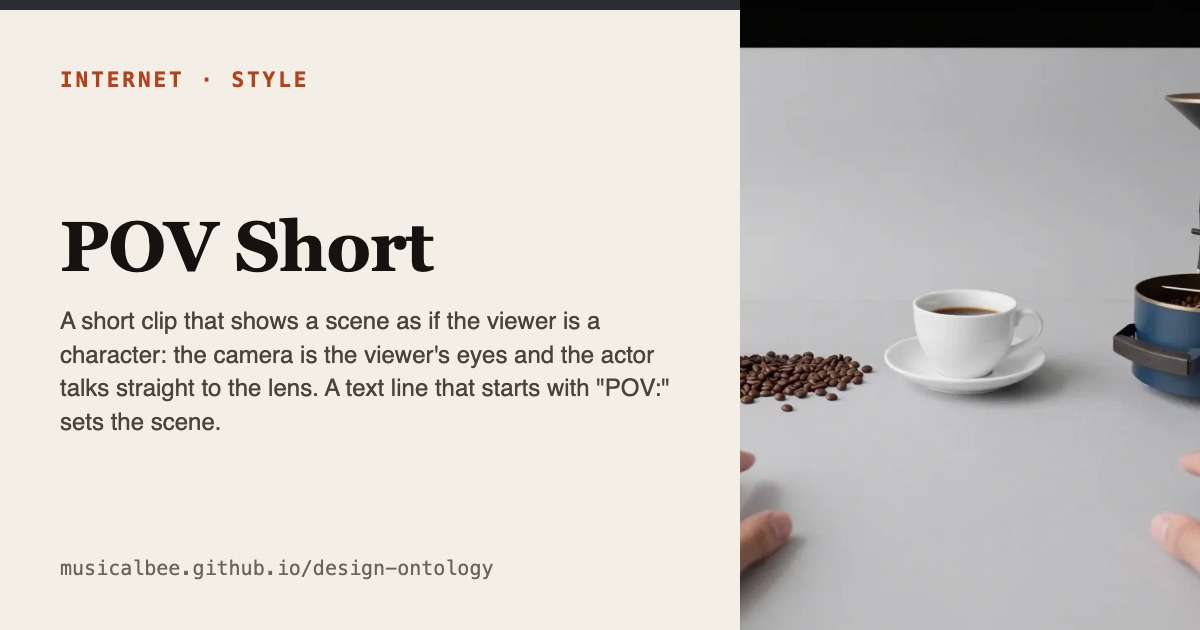 INTERNET · STYLE
POV Short
A short clip that shows a scene as if the viewer is a
character: the camera is the viewer's eyes and the actor
talks straight to the lens. A text line that starts with "POV:"
sets the scene.
musicalbee.github.io/design-ontology